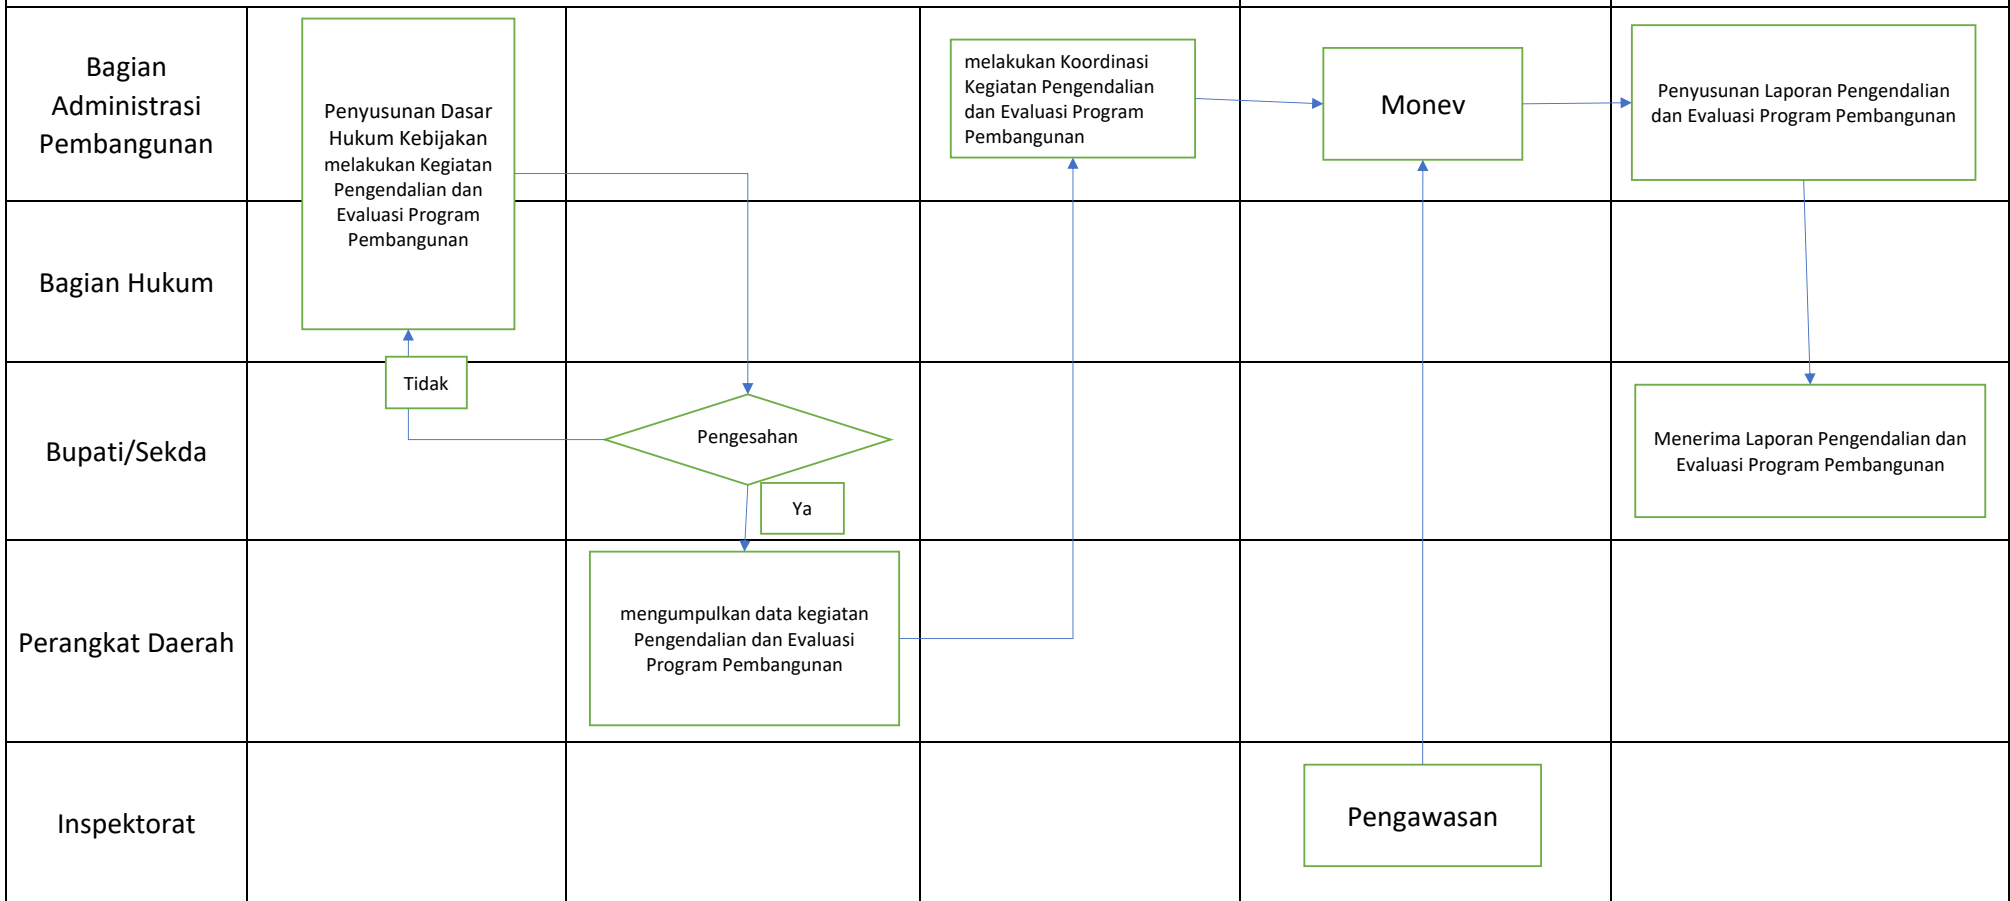 Bagian
Administrasi
Pembangunan
Penyusunan Dasar
Hukum Kebijakan
melakukan Kegiatan
Pengendalian dan
Evaluasi Program
Pembangunan
melakukan Koordinasi
Kegiatan Pengendalian
dan Evaluasi Program
Pembangunan
Monev
Penyusunan Laporan Pengendalian
dan Evaluasi Program Pembangunan
Bagian Hukum
Bupati/Sekda
Tidak
Pengesahan
Ya
Menerima Laporan Pengendalian dan
Evaluasi Program Pembangunan
Perangkat Daerah
mengumpulkan data kegiatan
Pengendalian dan Evaluasi
Program Pembangunan
Inspektorat
Pengawasan